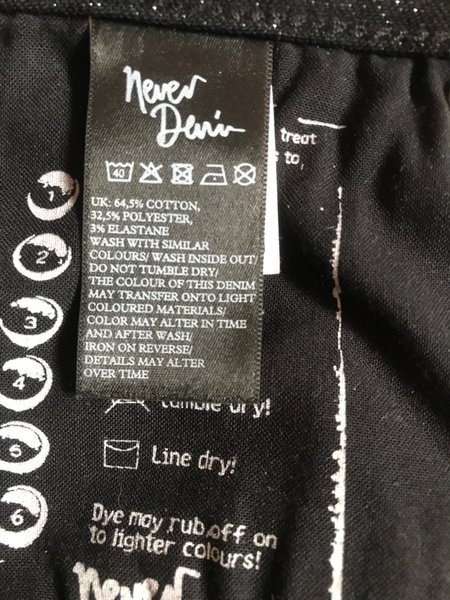 Never
Denim
treat
to,
40
UK: 64,5% COTTON,
32,5% POLYESTER,
3% ELASTANE
WASH WITH SIMILAR
COLOURS/ WASH INSIDE OUT/
DO NOT TUMBLE DRY/
THE COLOUR OF THIS DENIM
MAY TRANSFER ONTO LIGHT
COLOURED MATERIALS/
COLOR MAY ALTER IN TIME
AND AFTER WASH/
IRON ON REVERSE/
DETAILS MAY ALTER
OVER TIME
1
2
3
4
5
6
tumble dry!
Line dry!
Dye may rub off on
to lighter colours!
Never